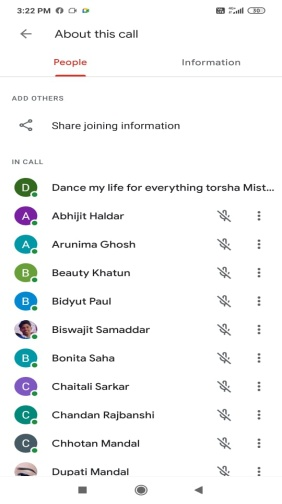 3:22 PM
30
About this call
People Information
ADD OTHERS
Share joining information
IN CALL
D Dance my life for everything torsha Mist...
A Abhijit Haldar
A Arunima Ghosh
B Beauty Khatun
B Bidyut Paul
Biswajit Samaddar
B Bonita Saha
C Chaitali Sarkar
C Chandan Rajbanshi
C Chhotan Mandal
Dupati Mandal